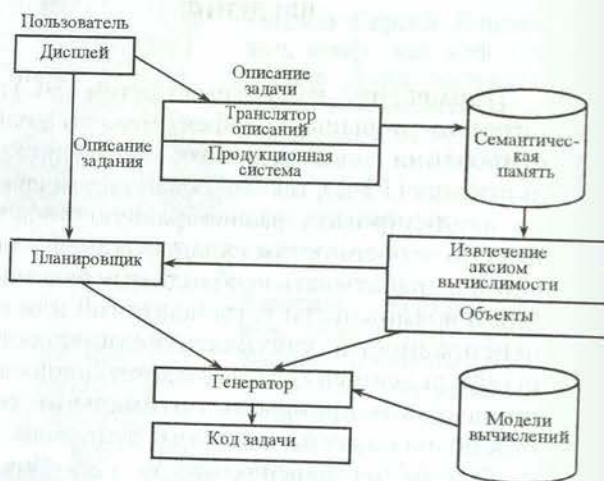 Пользователь
Дисплей
Описание
задачи
Транслятор
описаний
Продукционная
система
Семантичес-
кая
память
Описание
задания
Планировщик
Извлечение
аксиом
вычислимости
Объекты
Генератор
Код задачи
Модели
вычислений